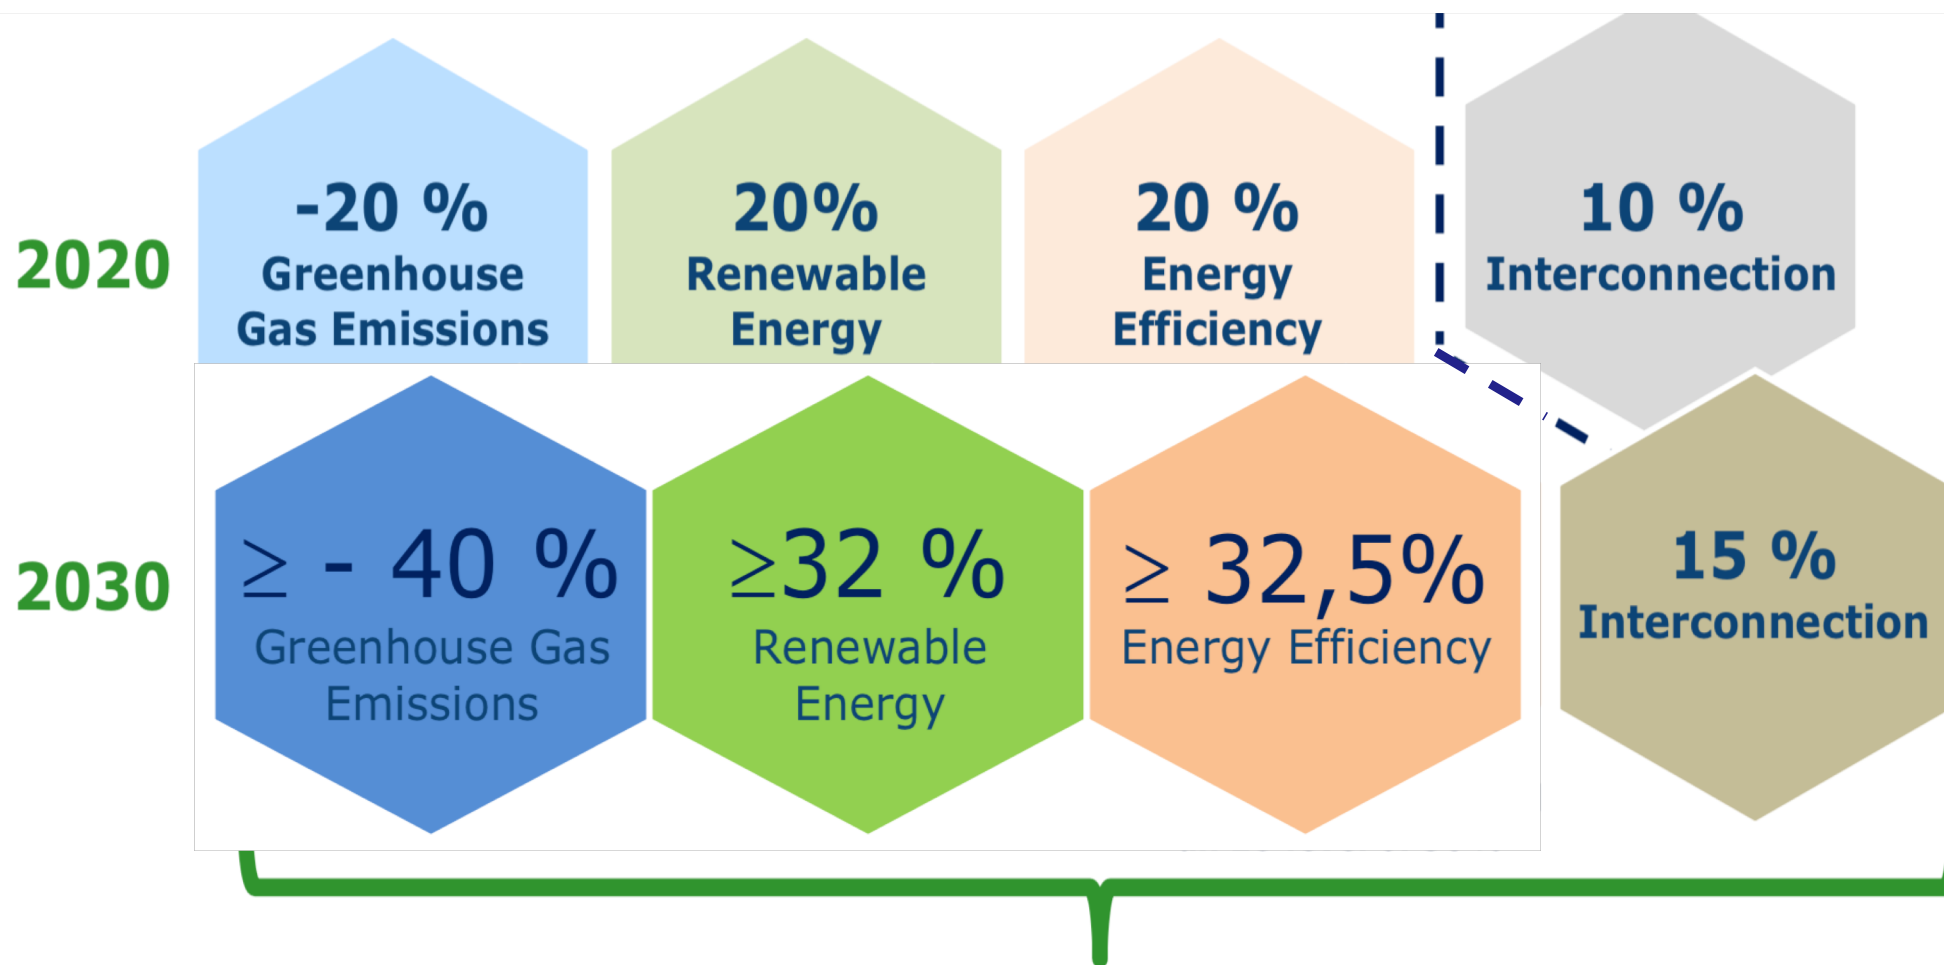 2020
-20 %
Greenhouse
Gas Emissions
20%
Renewable
Energy
20 %
Energy
Efficiency
10 %
Interconnection
2030
≥ - 40 %
Greenhouse Gas
Emissions
≥32 %
Renewable
Energy
≥ 32,5%
Energy Efficiency
15 %
Interconnection